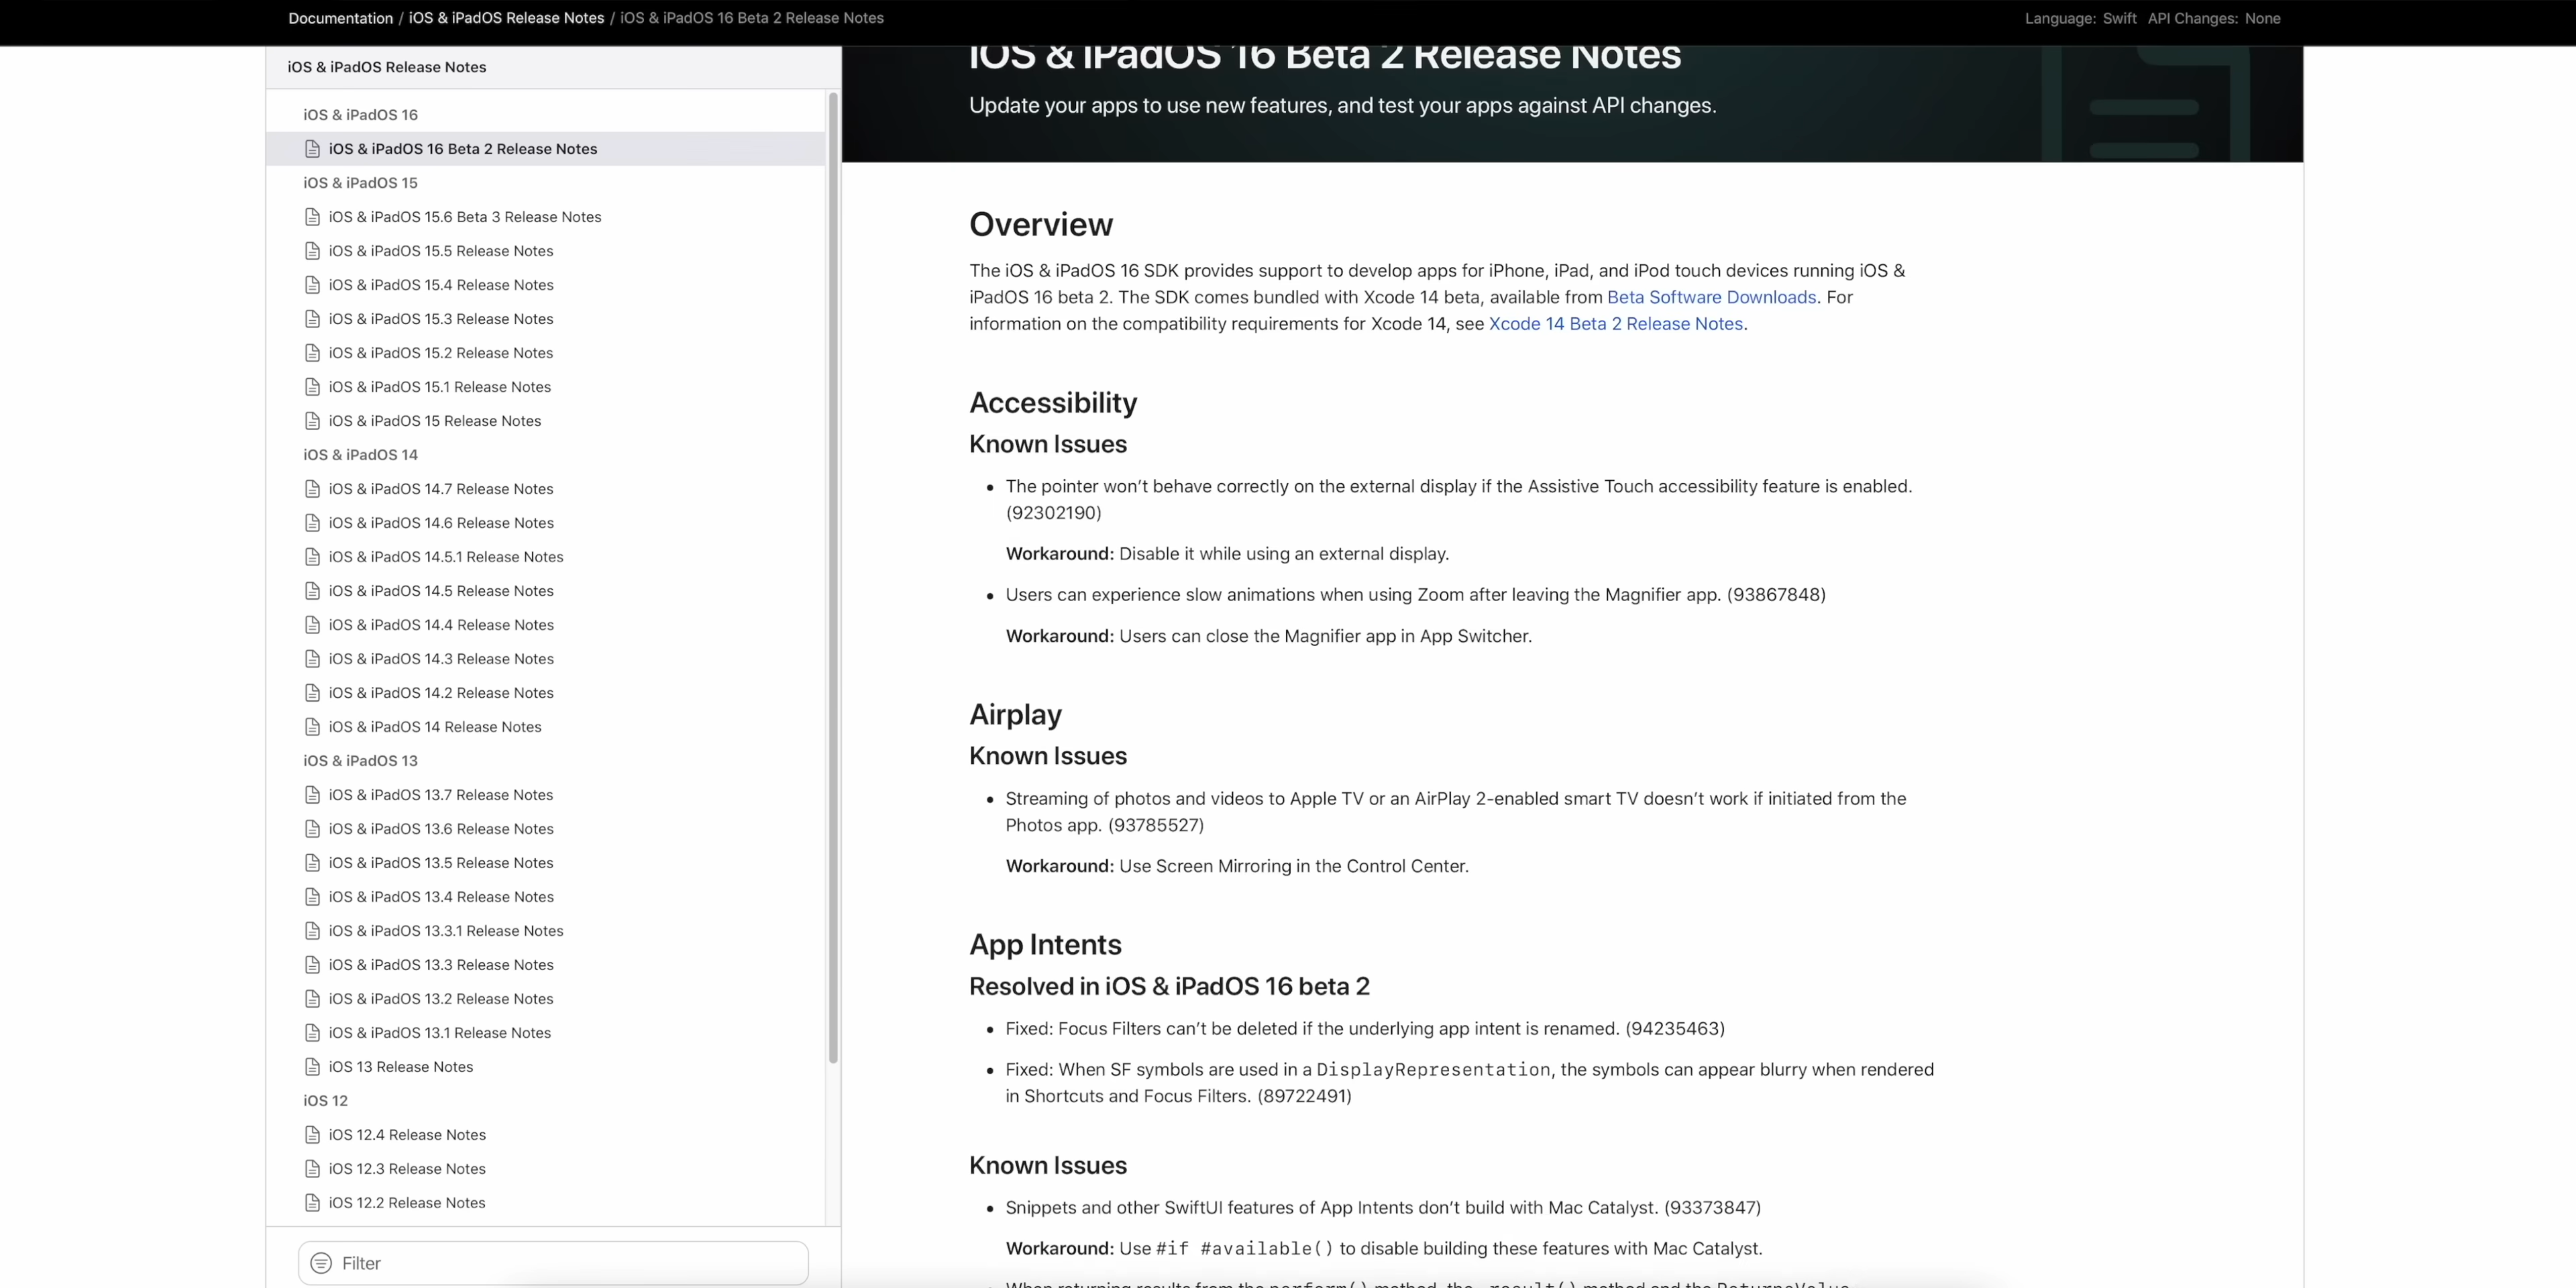 Documentation / iOS & iPadOS Release Notes / iOS & iPadOS 16 Beta 2 Release Notes
Language: Swift API Changes: None
iOS & iPadOS Release Notes
iOS & iPadOS 16
iOS & iPadOS 16 Beta 2 Release Notes
iOS & iPadOS 15
iOS & iPadOS 15.6 Beta 3 Release Notes
iOS & iPadOS 15.5 Release Notes
iOS & iPadOS 15.4 Release Notes
iOS & iPadOS 15.3 Release Notes
iOS & iPadOS 15.2 Release Notes
iOS & iPadOS 15.1 Release Notes
iOS & iPadOS 15 Release Notes
iOS & iPadOS 14
iOS & iPadOS 14.7 Release Notes
iOS & iPadOS 14.6 Release Notes
iOS & iPadOS 14.5.1 Release Notes
iOS & iPadOS 14.5 Release Notes
iOS & iPadOS 14.4 Release Notes
iOS & iPadOS 14.3 Release Notes
iOS & iPadOS 14.2 Release Notes
iOS & iPadOS 14 Release Notes
iOS & iPadOS 13
iOS & iPadOS 13.7 Release Notes
iOS & iPadOS 13.6 Release Notes
iOS & iPadOS 13.5 Release Notes
iOS & iPadOS 13.4 Release Notes
iOS & iPadOS 13.3.1 Release Notes
iOS & iPadOS 13.3 Release Notes
iOS & iPadOS 13.2 Release Notes
iOS & iPadOS 13.1 Release Notes
iOS 13 Release Notes
iOS 12
iOS 12.4 Release Notes
iOS 12.3 Release Notes
iOS 12.2 Release Notes
Filter
iOS & iPadOS 16 Beta 2 Release Notes
Update your apps to use new features, and test your apps against API changes.
Overview
The iOS & iPadOS 16 SDK provides support to develop apps for iPhone, iPad, and iPod touch devices running iOS &
iPadOS 16 beta 2. The SDK comes bundled with Xcode 14 beta, available from Beta Software Downloads. For
information on the compatibility requirements for Xcode 14, see Xcode 14 Beta 2 Release Notes.
Accessibility
Known Issues
• The pointer won’t behave correctly on the external display if the Assistive Touch accessibility feature is enabled.
(92302190)
Workaround: Disable it while using an external display.
• Users can experience slow animations when using Zoom after leaving the Magnifier app. (93867848)
Workaround: Users can close the Magnifier app in App Switcher.
Airplay
Known Issues
• Streaming of photos and videos to Apple TV or an AirPlay 2-enabled smart TV doesn’t work if initiated from the
Photos app. (93785527)
Workaround: Use Screen Mirroring in the Control Center.
App Intents
Resolved in iOS & iPadOS 16 beta 2
• Fixed: Focus Filters can’t be deleted if the underlying app intent is renamed. (94235463)
• Fixed: When SF symbols are used in a DisplayRepresentation, the symbols can appear blurry when rendered
in Shortcuts and Focus Filters. (89722491)
Known Issues
• Snippets and other SwiftUI features of App Intents don’t build with Mac Catalyst. (93373847)
Workaround: Use #if #available() to disable building these features with Mac Catalyst.
• When returning results from the perform() method, the .result() method and the ReturnsValue